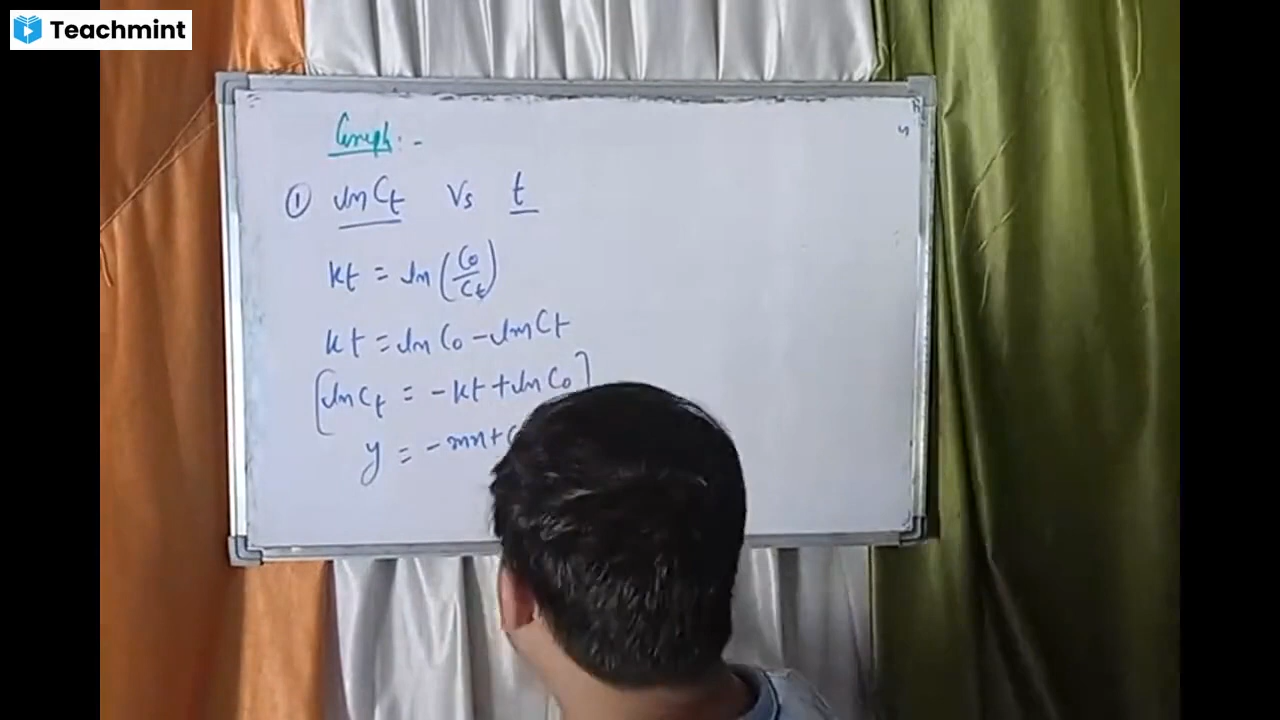 Teachmint
Graph :-
① ln Ct Vs t
kt = ln (C₀/Ct)
kt = ln C₀ - ln Ct
[ln Ct = -kt + ln C₀]
y = -mx + C